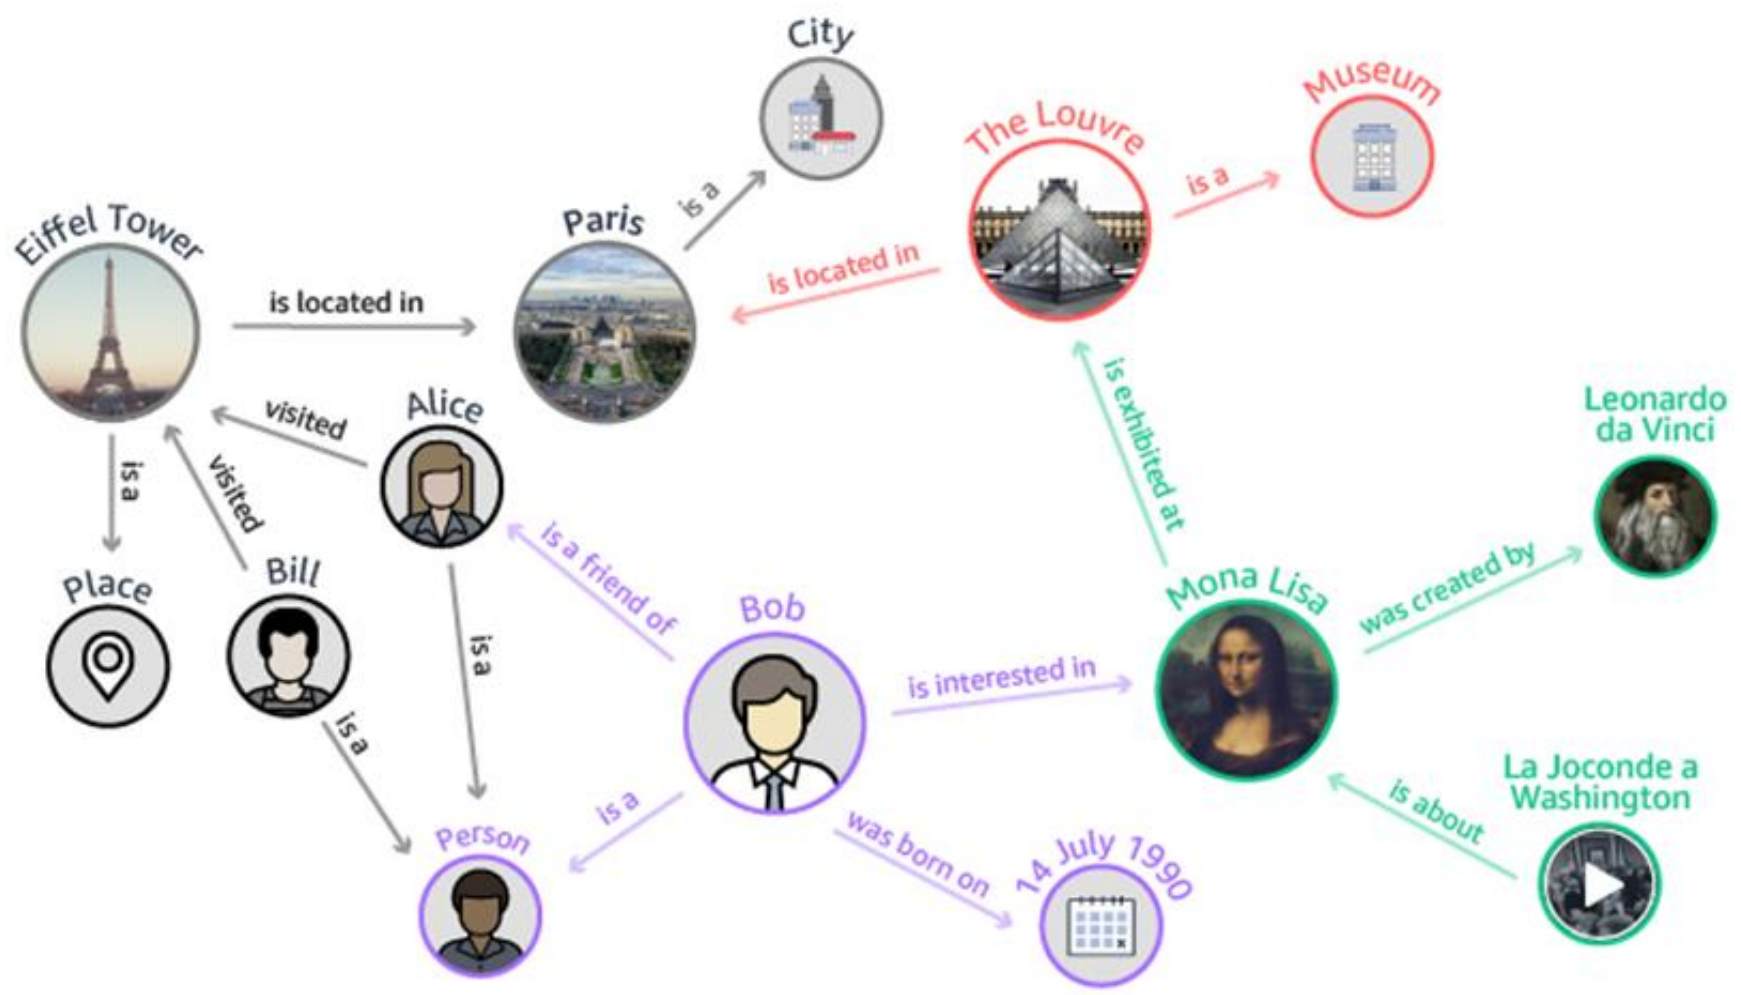 City
Museum
The Louvre
is a
is a
Paris
Eiffel Tower
is located in
is located in
Alice
visited
is exhibited at
Leonardo
da Vinci
is a
visited
is a friend of
was created by
Place
Bill
Bob
Mona Lisa
is a
is interested in
is a
La Joconde a
Washington
is a
is about
Person
was born on
14 July 1990